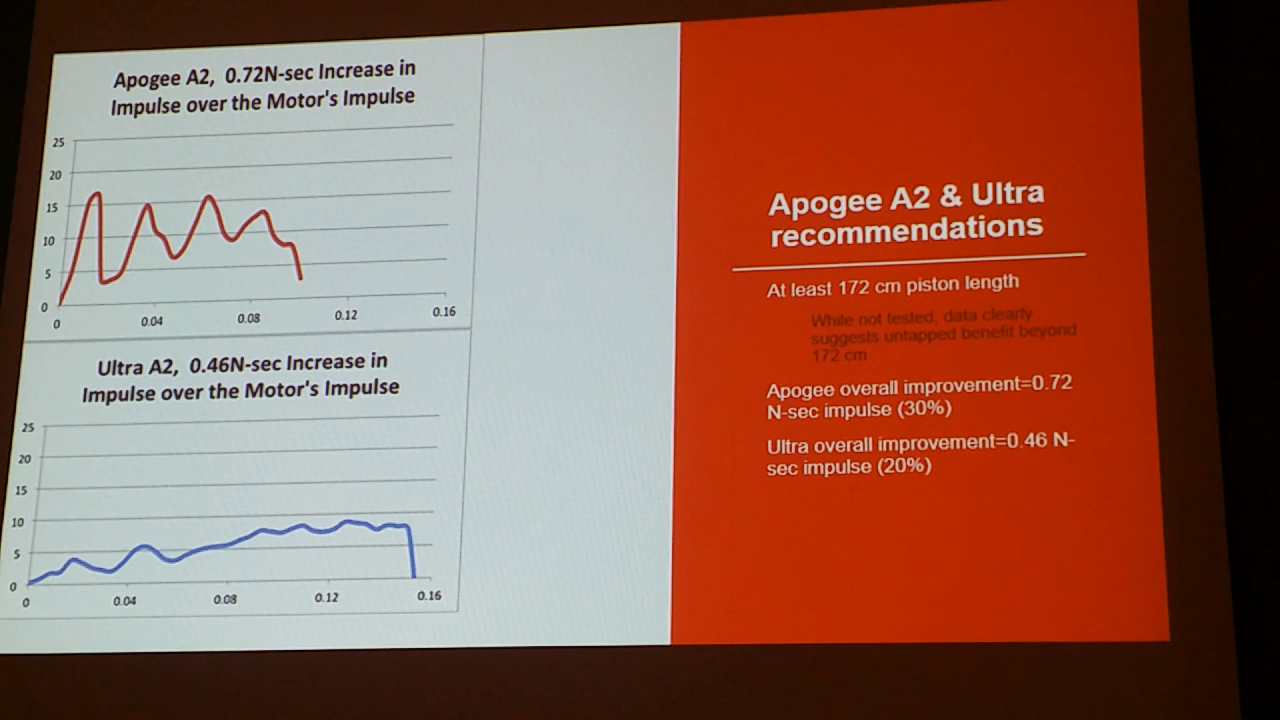 Apogee A2, 0.72N-sec Increase in
Impulse over the Motor's Impulse
25
20
15
10
5
0
0 0.04 0.08 0.12 0.16
Ultra A2, 0.46N-sec Increase in
Impulse over the Motor's Impulse
25
20
15
10
5
0
0 0.04 0.08 0.12 0.16
Apogee A2 & Ultra
recommendations
At least 172 cm piston length
While not tested, data clearly
suggests untapped benefit beyond
172 cm
Apogee overall improvement=0.72
N-sec impulse (30%)
Ultra overall improvement=0.46 N-
sec impulse (20%)